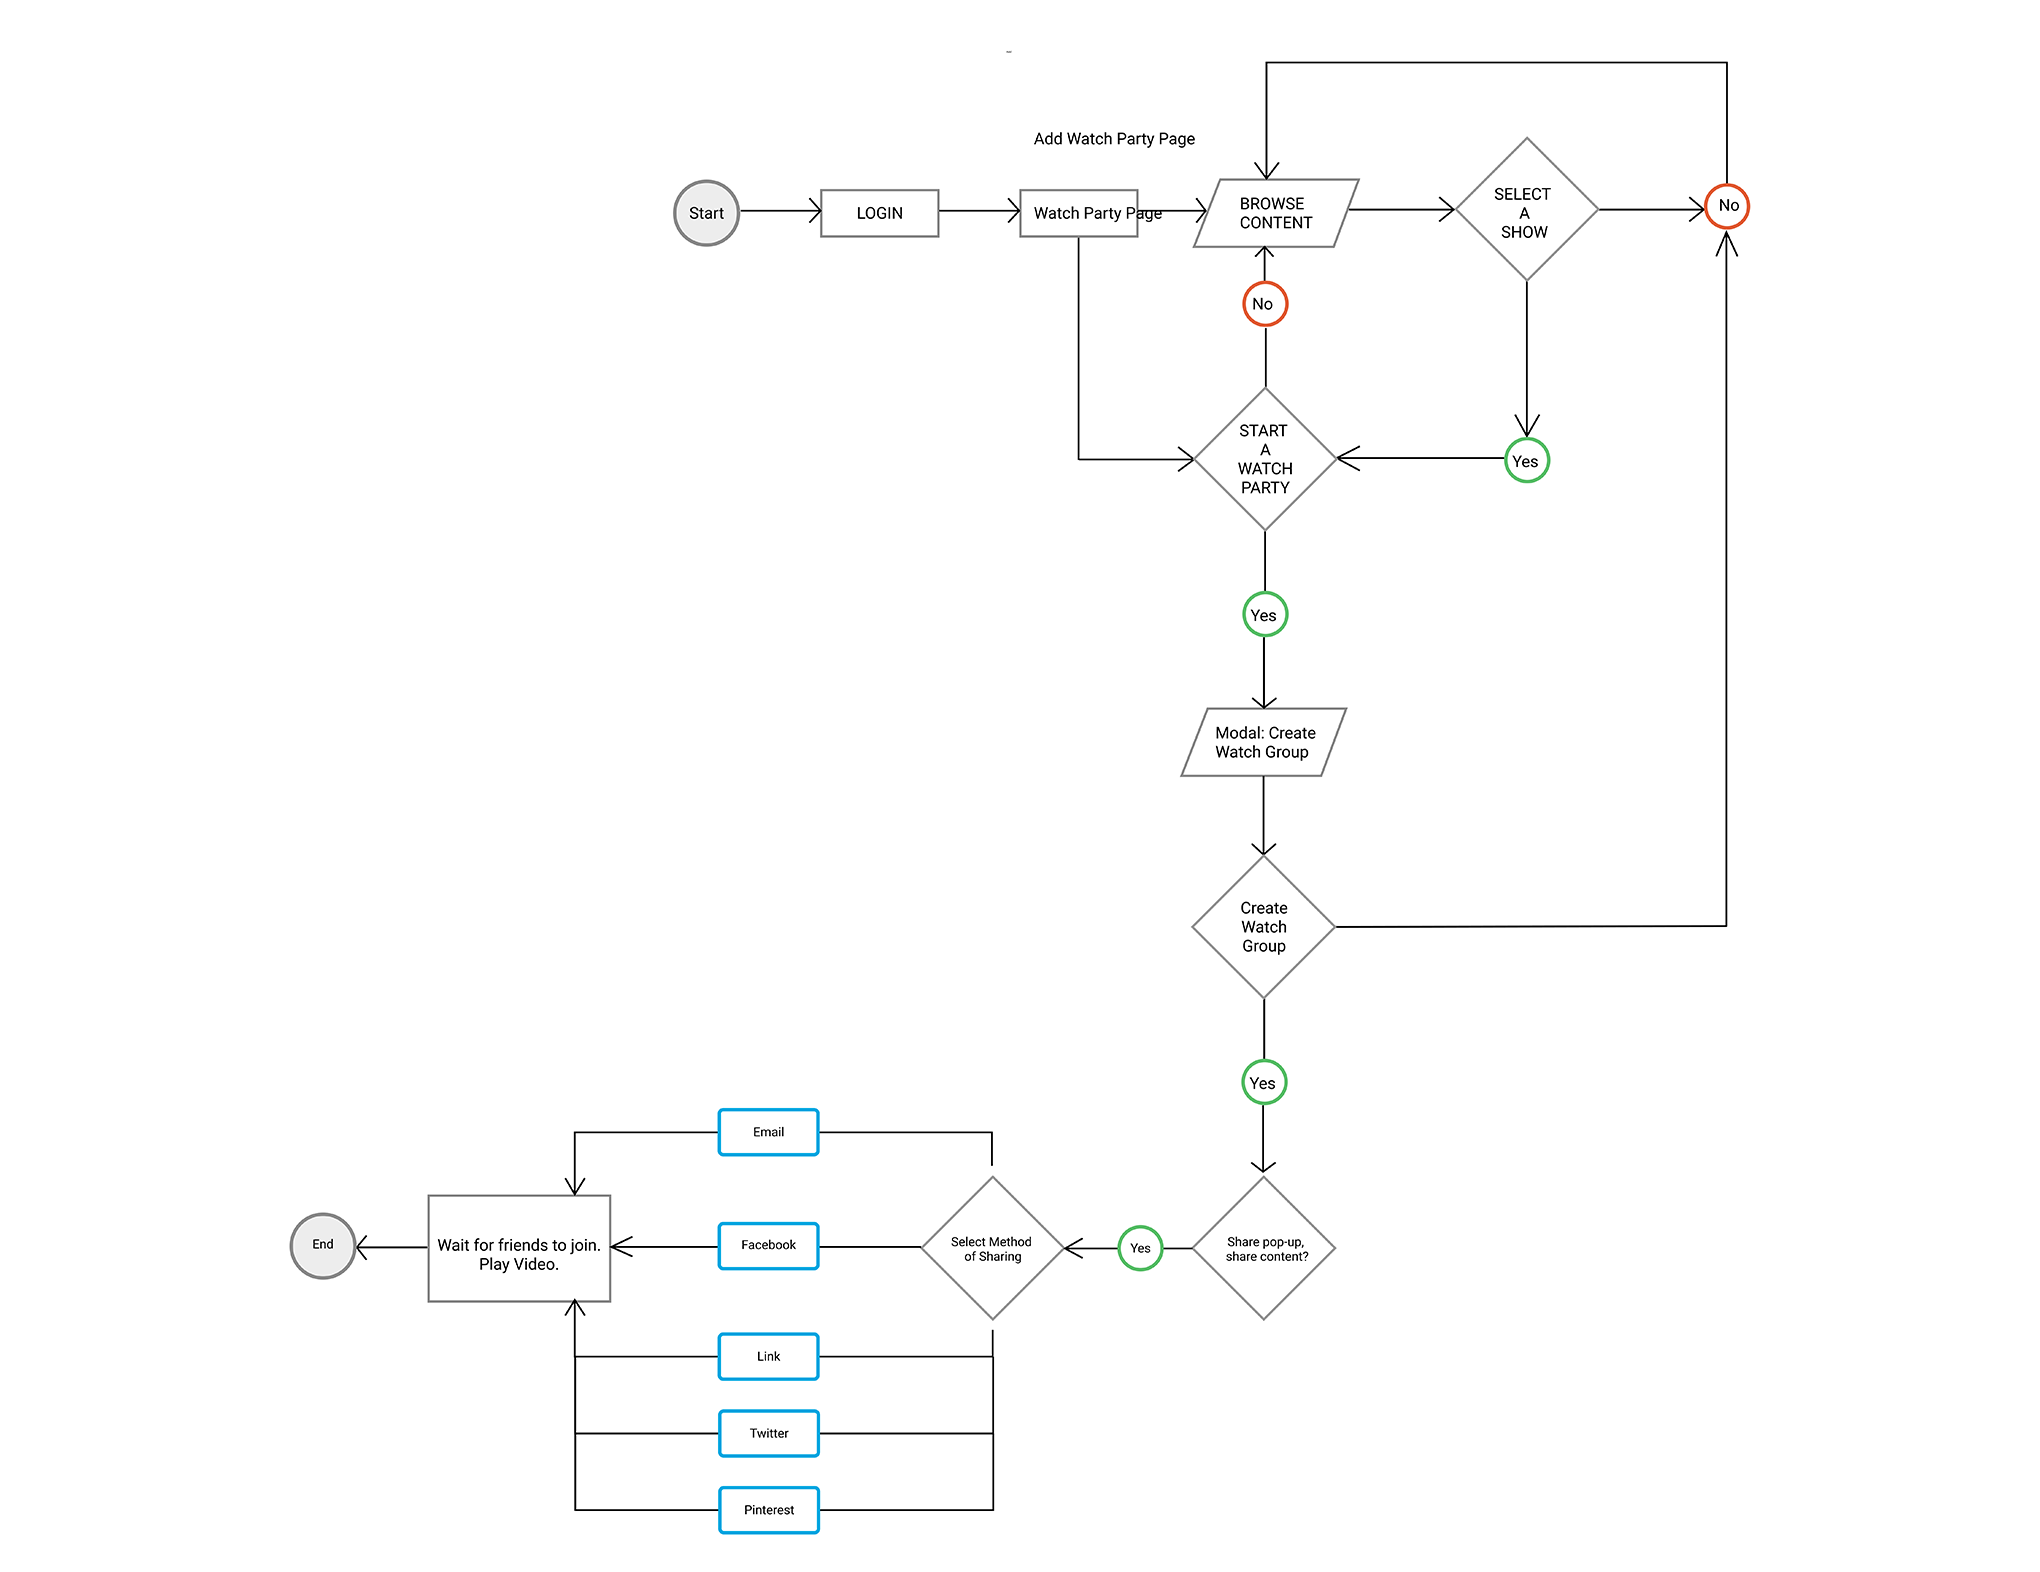 Add Watch Party Page
Start
LOGIN
Watch Party Page
BROWSE
CONTENT
SELECT
A
SHOW
No
No
START
A
WATCH
PARTY
Yes
Yes
Modal: Create
Watch Group
Create
Watch
Group
Yes
Email
End
Wait for friends to join.
Play Video.
Facebook
Select Method
of Sharing
Yes
Share pop-up,
share content?
Link
Twitter
Pinterest